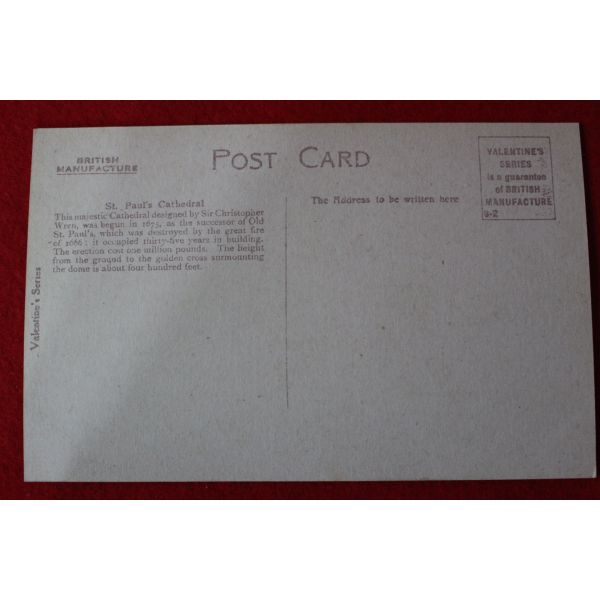 BRITISH
MANUFACTURE
POST CARD
VALENTINE'S
SERIES
is a guarantee
of BRITISH
MANUFACTURE
9-2
St. Paul's Cathedral
This majestic Cathedral designed by Sir Christopher
Wren, was begun in 1675, as the successor of Old
St. Paul's, which was destroyed by the great fire
of 1686; it occupied thirty-five years in building.
The erection cost one million pounds. The height
from the ground to the golden cross surmounting
the dome is about four hundred feet.
The Address to be written here
Valentine's Series